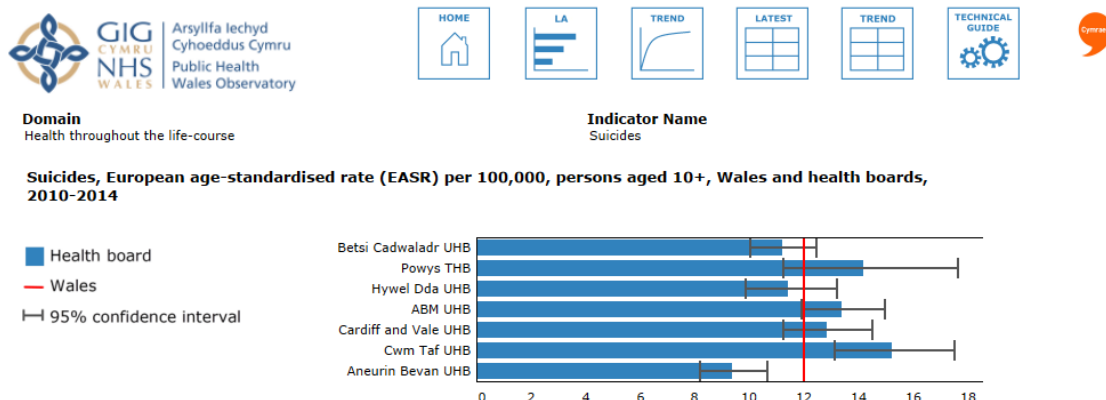 GIG
CYMRU
NHS
WALES
Arsyllfa Iechyd
Cyhoeddus Cymru
Public Health
Wales Observatory
HOME
LA
TREND
LATEST
TREND
TECHNICAL
GUIDE
Cymrae
Domain
Health throughout the life-course
Indicator Name
Suicides
Suicides, European age-standardised rate (EASR) per 100,000, persons aged 10+, Wales and health boards,
2010-2014
Health board
Wales
95% confidence interval
Betsi Cadwaladr UHB
Powys THB
Hywel Dda UHB
ABM UHB
Cardiff and Vale UHB
Cwm Taf UHB
Aneurin Bevan UHB
0 2 4 6 8 10 12 14 16 18